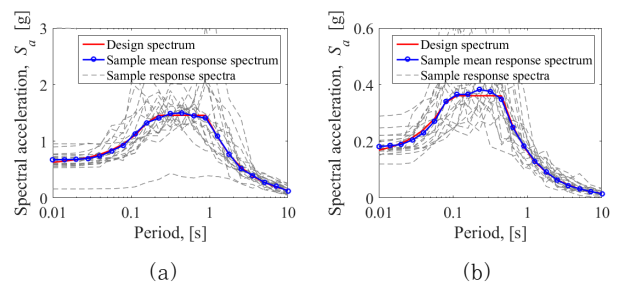 Spectral acceleration, Sa [g]
3
2
1
0
Design spectrum
Sample mean response spectrum
Sample response spectra
0.01 0.1 1 10
Period, [s]
(a)
Spectral acceleration, Sa [g]
0.6
0.4
0.2
0
Design spectrum
Sample mean response spectrum
Sample response spectra
0.01 0.1 1 10
Period, [s]
(b)